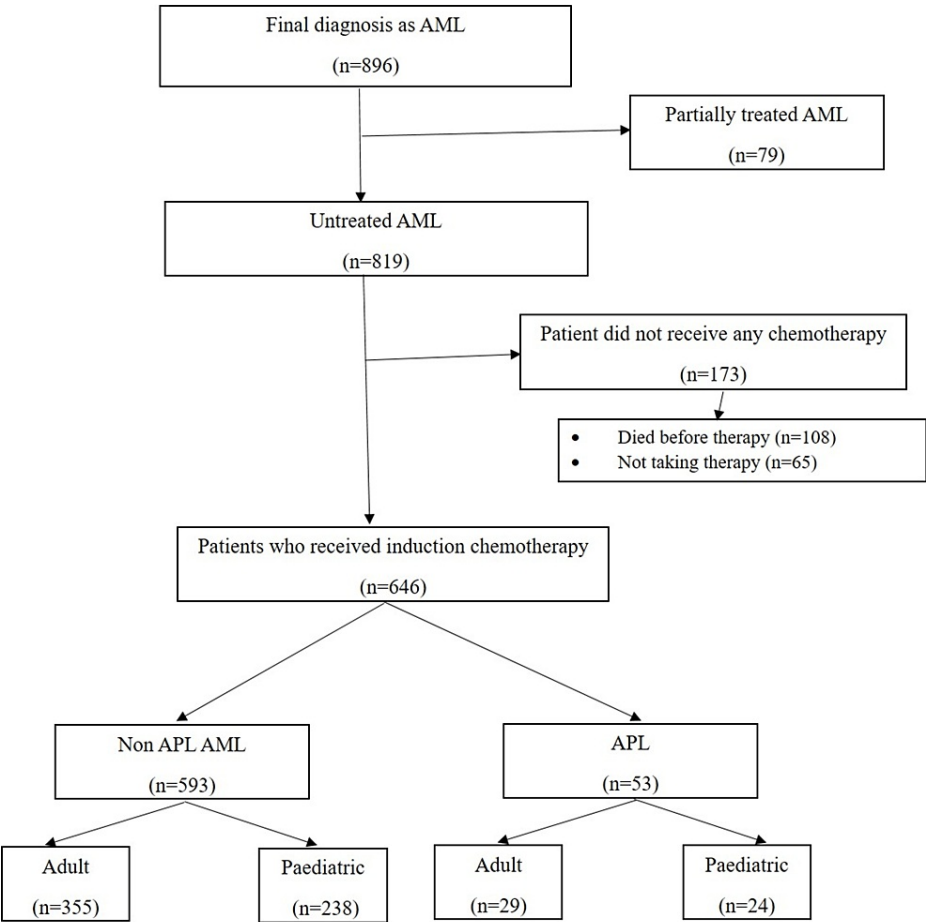 Final diagnosis as AML
(n=896)
Partially treated AML
(n=79)
Untreated AML
(n=819)
Patient did not receive any chemotherapy
(n=173)
• Died before therapy (n=108)
• Not taking therapy (n=65)
Patients who received induction chemotherapy
(n=646)
Non APL AML
(n=593)
APL
(n=53)
Adult
(n=355)
Paediatric
(n=238)
Adult
(n=29)
Paediatric
(n=24)